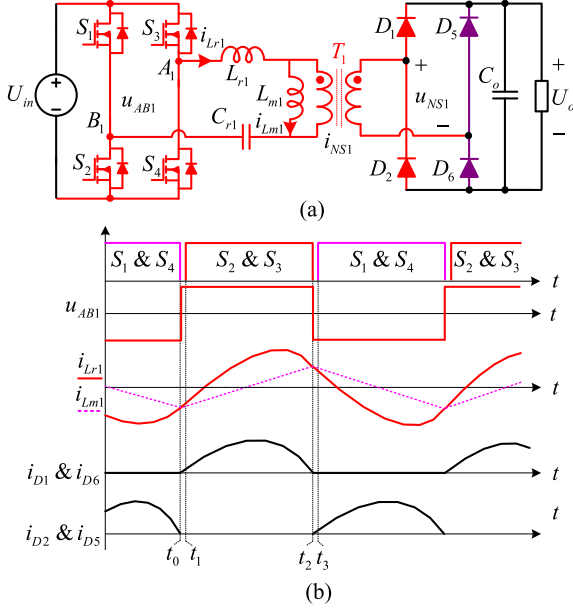 S1 S3 iLr1 T1 D1 D5
A1 Lr1 + Co +
Uin uAB1 Lm1 uNS1 Uo
B1 Cr1 iLm1 − −
S2 S4 iNS1 D2 D6
(a)
S1 & S4 S2 & S3 S1 & S4 S2 & S3 t
uAB1 t
iLr1 t
iLm1
iD1 & iD6 t
iD2 & iD5 t
t0 t1 t2 t3
(b)